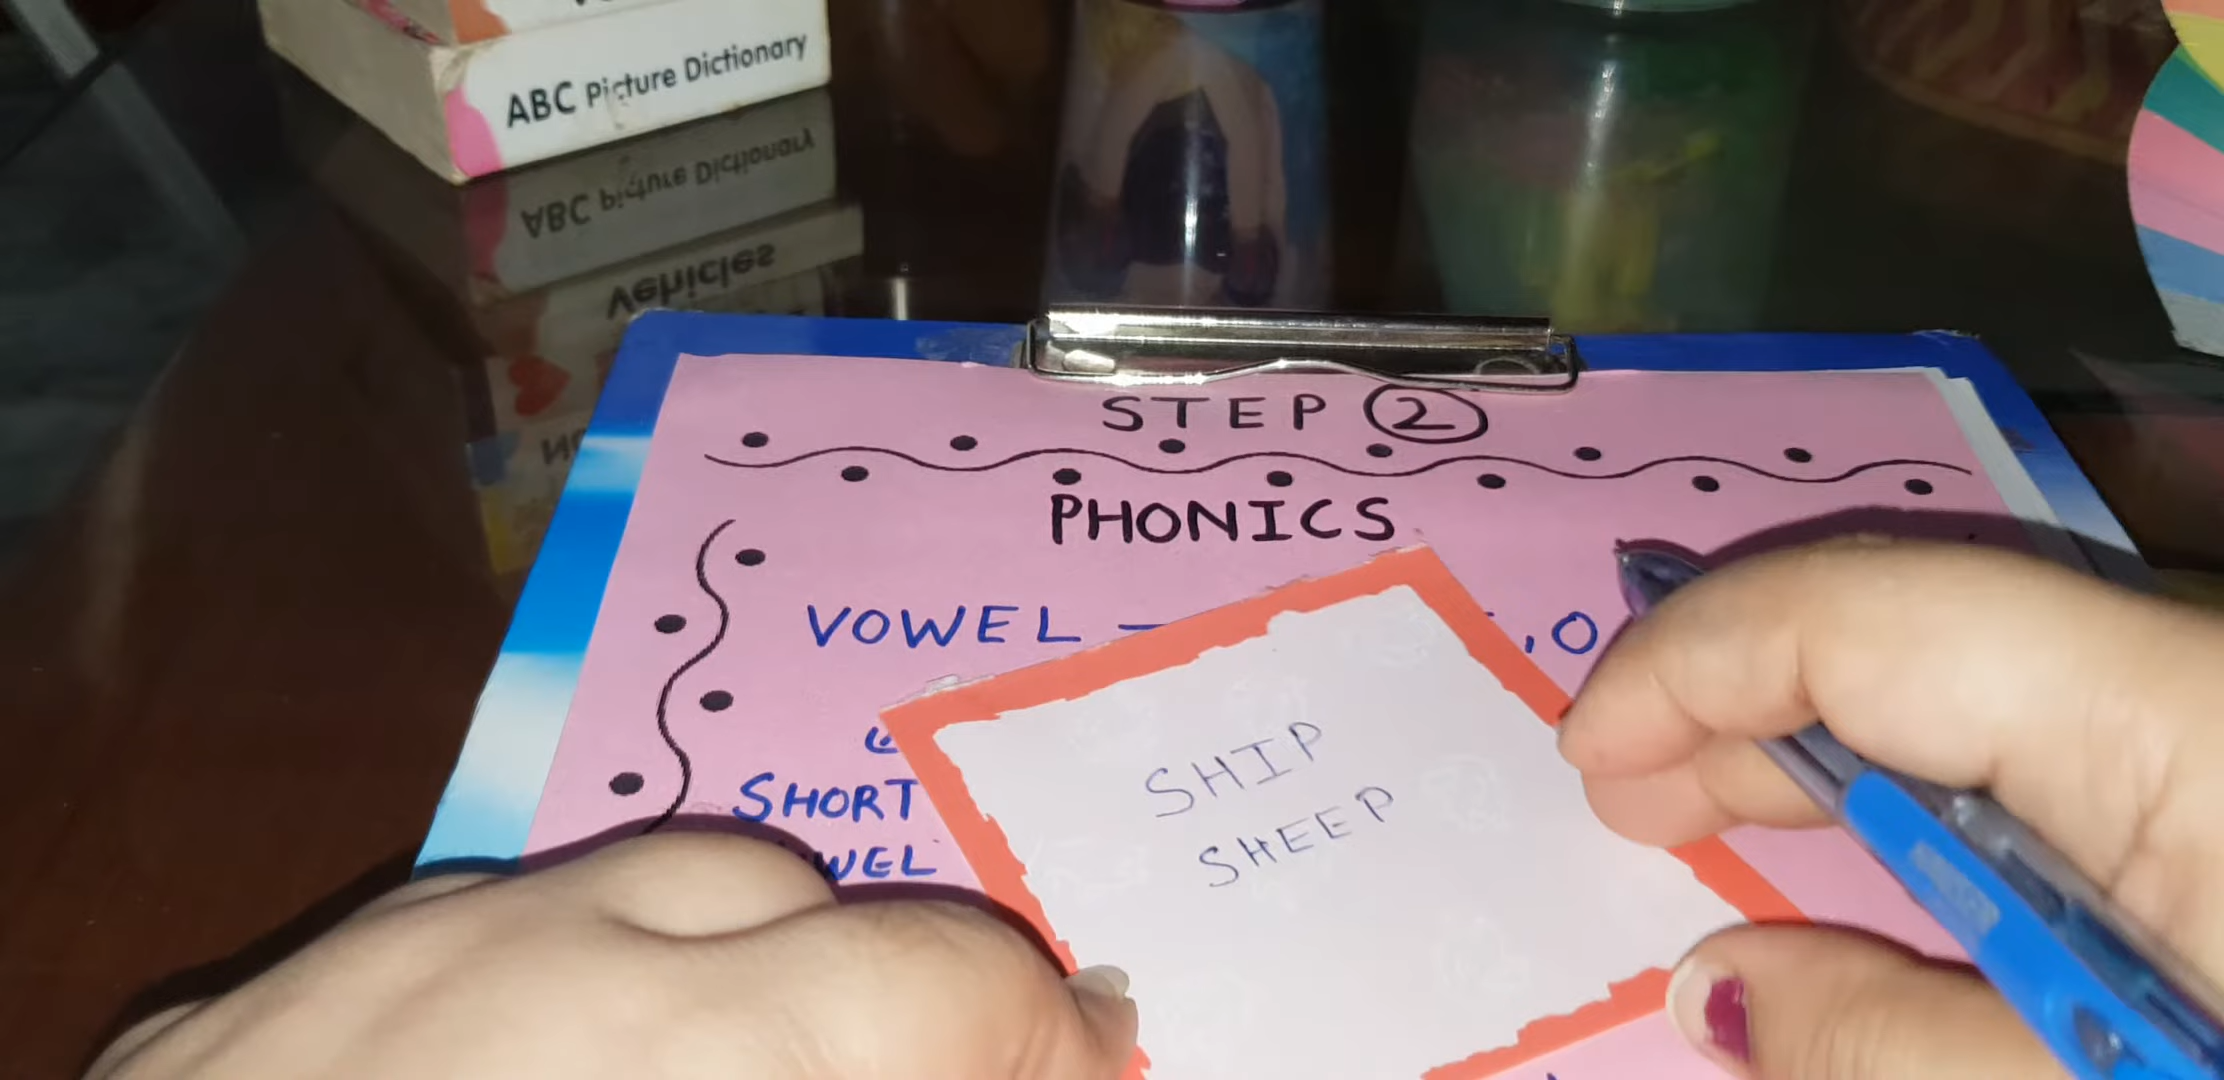 ABC Picture Dictionary
ABC Picture Dictionary
Vehicles
STEP 2
PHONICS
VOWEL — , O
SHORT
SHIP
SHEEP